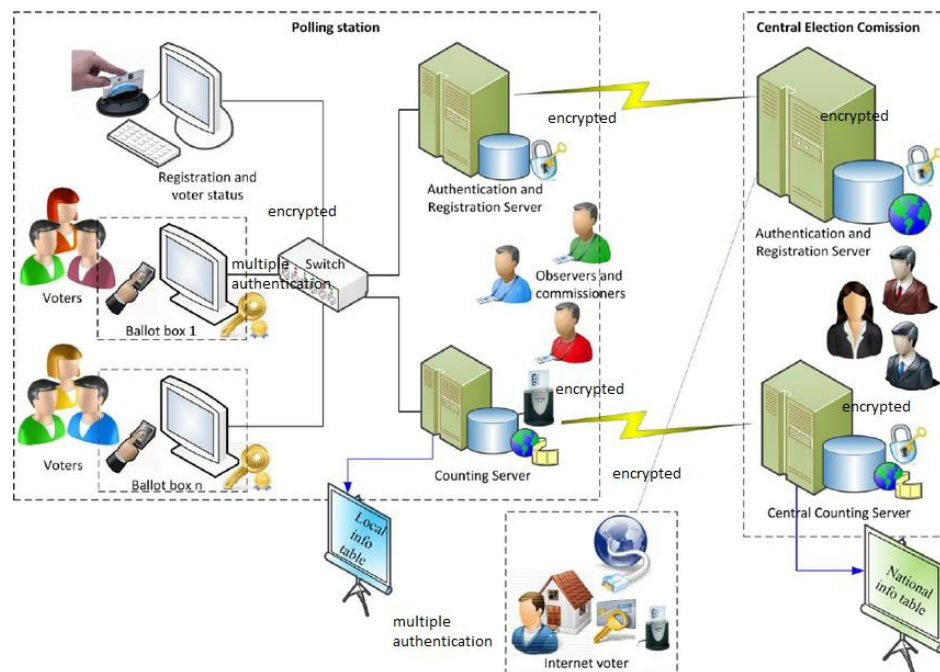 Polling station
Central Election Comission
encrypted
encrypted
Registration and
voter status
Authentication and
Registration Server
encrypted
Authentication and
Registration Server
Switch
multiple
authentication
Observers and
commissioners
Voters
Ballot box 1
encrypted
encrypted
Voters
Ballot box n
Counting Server
encrypted
Central Counting Server
Local
info
table
National
info table
multiple
authentication
Internet voter